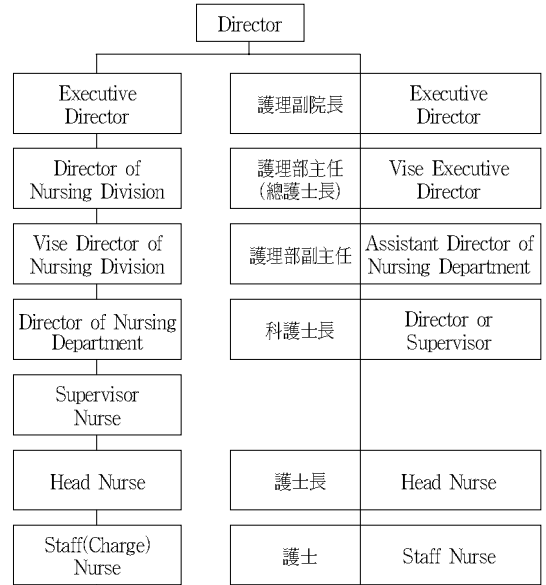 Director
Executive
Director
護理副院長
Executive
Director
Director of
Nursing Division
護理部主任
(總護士長)
Vise Executive
Director
Vise Director of
Nursing Division
護理部副主任
Assistant Director of
Nursing Department
Director of Nursing
Department
科護士長
Director or
Supervisor
Supervisor
Nurse
Head Nurse
護士長
Head Nurse
Staff(Charge)
Nurse
護士
Staff Nurse